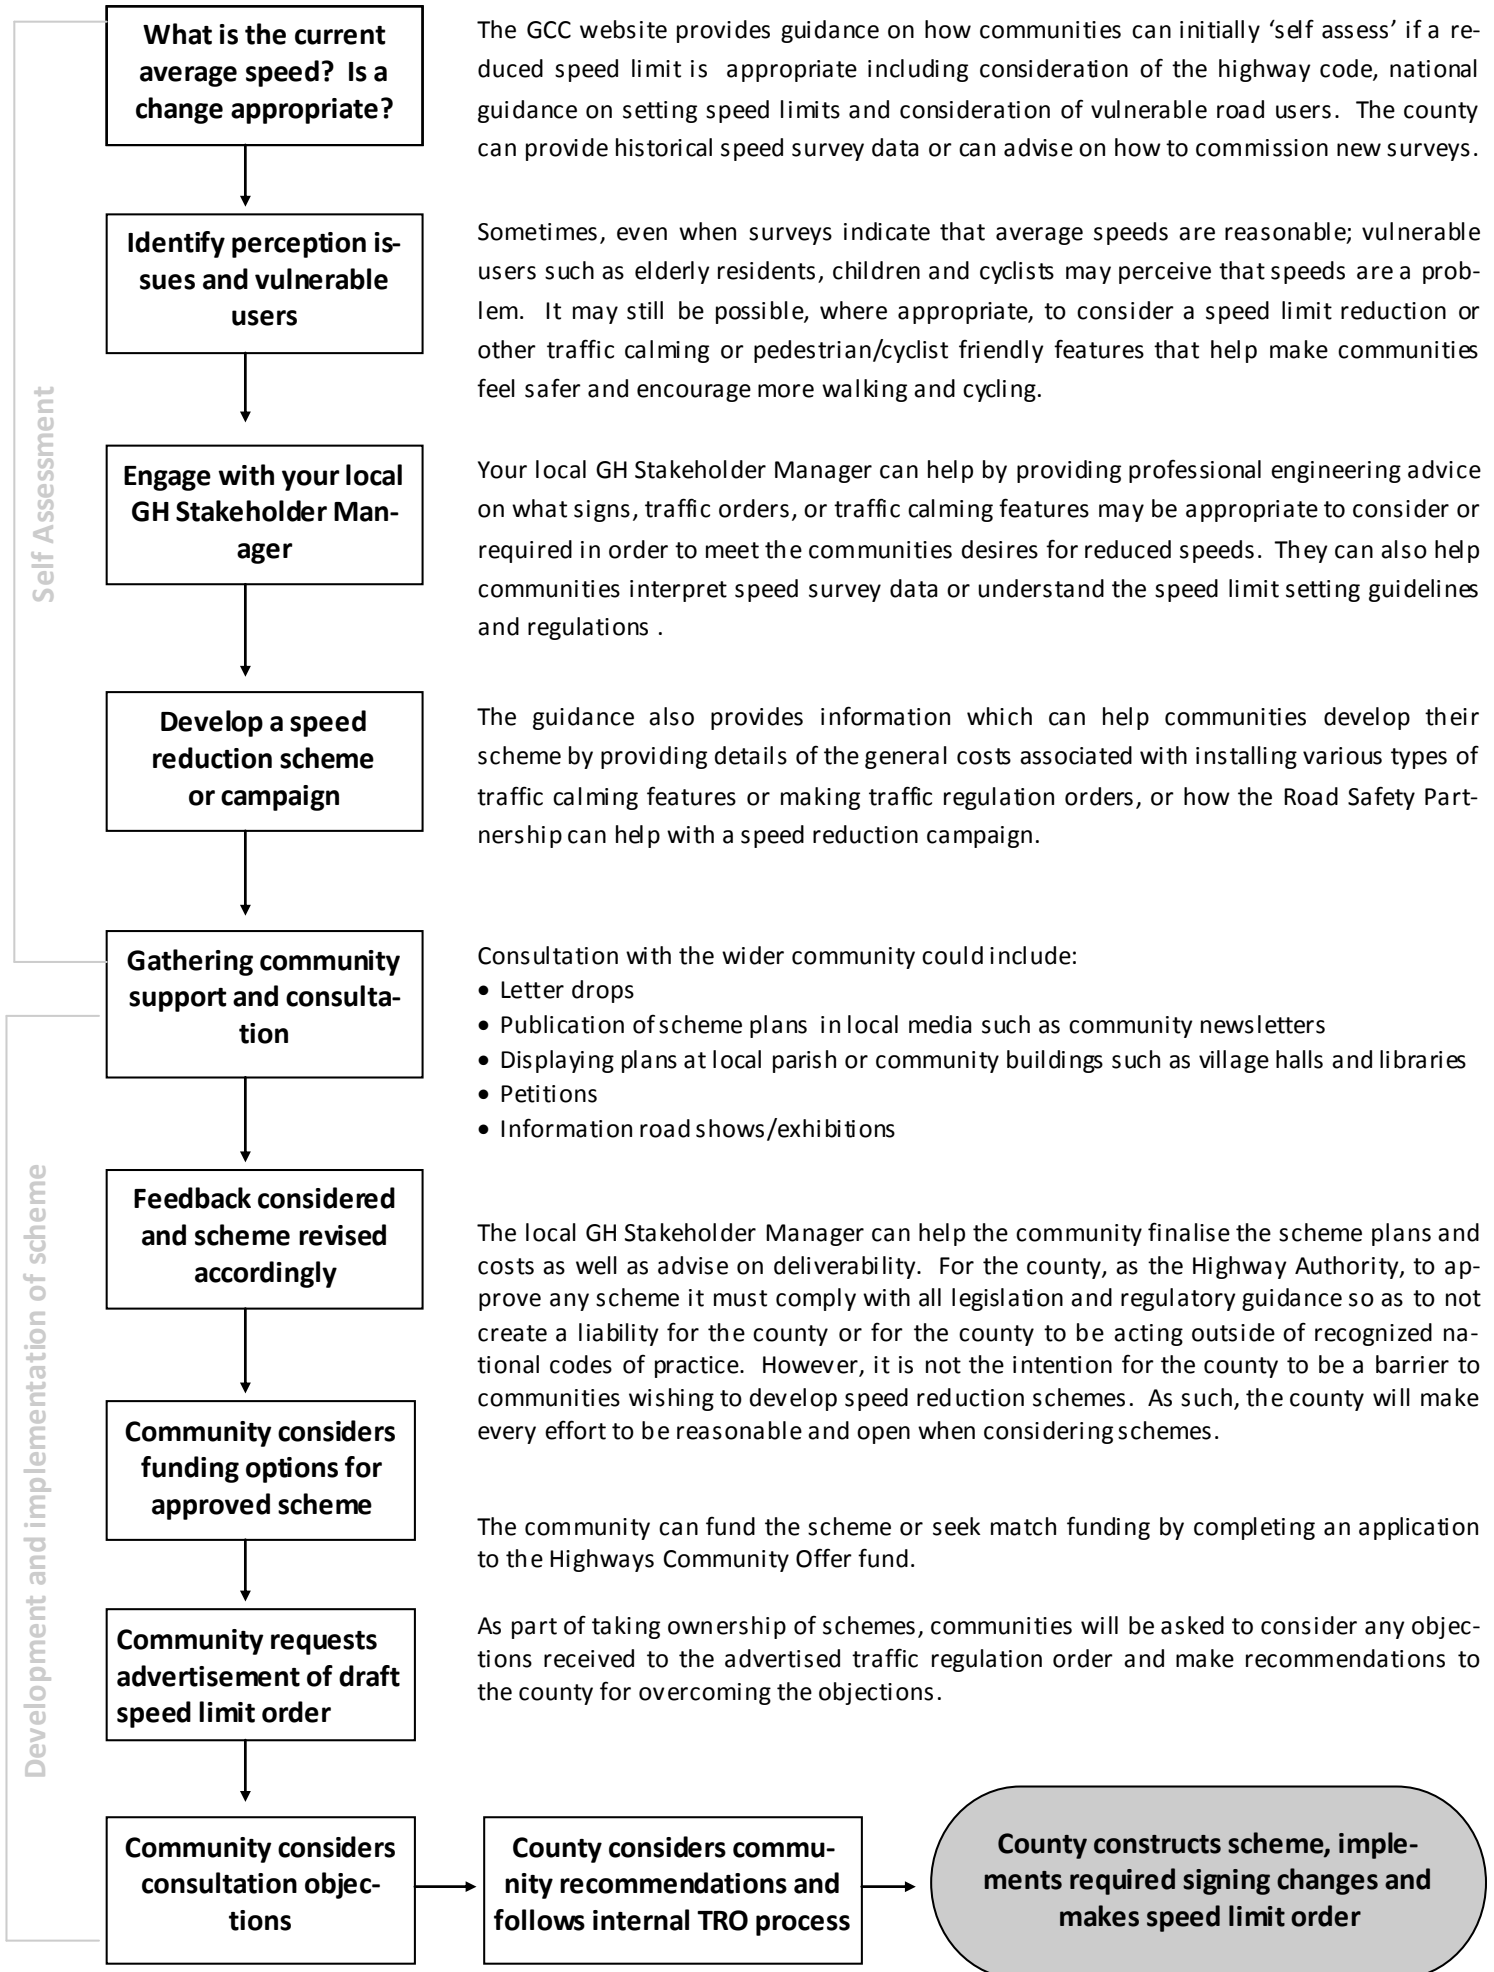 What is the current
average speed? Is a
change appropriate?
The GCC website provides guidance on how communities can initially ‘self assess’ if a re-
duced speed limit is appropriate including consideration of the highway code, national
guidance on setting speed limits and consideration of vulnerable road users. The county
can provide historical speed survey data or can advise on how to commission new surveys.
Identify perception is-
sues and vulnerable
users
Sometimes, even when surveys indicate that average speeds are reasonable; vulnerable
users such as elderly residents, children and cyclists may perceive that speeds are a prob-
lem. It may still be possible, where appropriate, to consider a speed limit reduction or
other traffic calming or pedestrian/cyclist friendly features that help make communities
feel safer and encourage more walking and cycling.
Self Assessment
Engage with your local
GH Stakeholder Man-
ager
Your local GH Stakeholder Manager can help by providing professional engineering advice
on what signs, traffic orders, or traffic calming features may be appropriate to consider or
required in order to meet the communities desires for reduced speeds. They can also help
communities interpret speed survey data or understand the speed limit setting guidelines
and regulations .
Develop a speed
reduction scheme
or campaign
The guidance also provides information which can help communities develop their
scheme by providing details of the general costs associated with installing various types of
traffic calming features or making traffic regulation orders, or how the Road Safety Part-
nership can help with a speed reduction campaign.
Gathering community
support and consulta-
tion
Consultation with the wider community could include:
• Letter drops
• Publication of scheme plans in local media such as community newsletters
• Displaying plans at local parish or community buildings such as village halls and libraries
• Petitions
• Information road shows/exhibitions
Development and implementation of scheme
Feedback considered
and scheme revised
accordingly
The local GH Stakeholder Manager can help the community finalise the scheme plans and
costs as well as advise on deliverability. For the county, as the Highway Authority, to ap-
prove any scheme it must comply with all legislation and regulatory guidance so as to not
create a liability for the county or for the county to be acting outside of recognized na-
tional codes of practice. However, it is not the intention for the county to be a barrier to
communities wishing to develop speed reduction schemes. As such, the county will make
every effort to be reasonable and open when considering schemes.
Community considers
funding options for
approved scheme
The community can fund the scheme or seek match funding by completing an application
to the Highways Community Offer fund.
Community requests
advertisement of draft
speed limit order
As part of taking ownership of schemes, communities will be asked to consider any objec-
tions received to the advertised traffic regulation order and make recommendations to
the county for overcoming the objections.
Community considers
consultation objec-
tions
County considers commu-
nity recommendations and
follows internal TRO process
County constructs scheme, imple-
ments required signing changes and
makes speed limit order